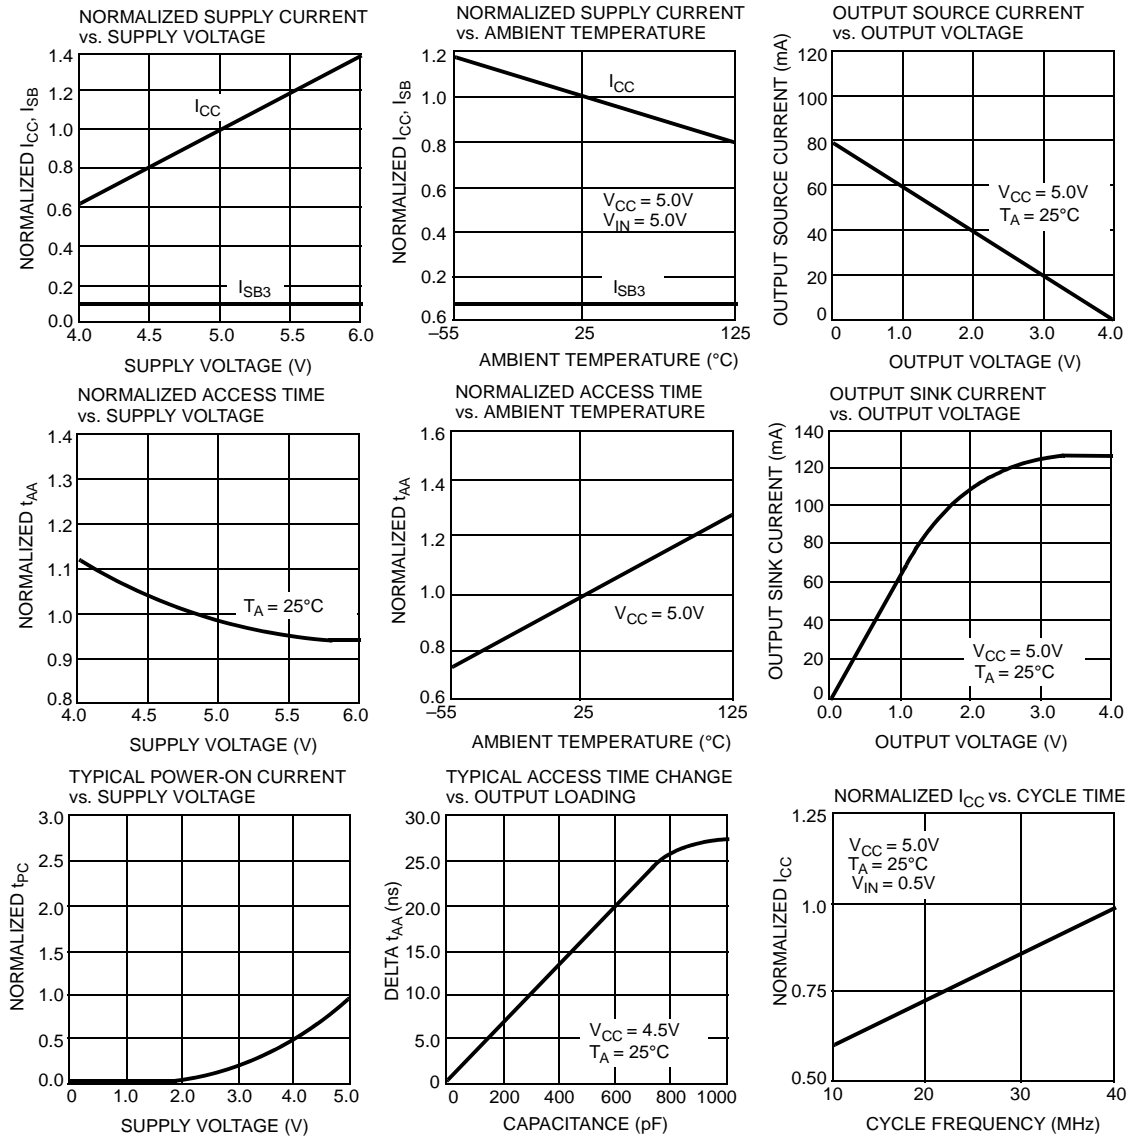 NORMALIZED SUPPLY CURRENT
vs. SUPPLY VOLTAGE
1.4
1.2
1.0
0.8
0.6
0.4
0.2
0.0
NORMALIZED ICC, ISB
ICC
ISB3
4.0 4.5 5.0 5.5 6.0
SUPPLY VOLTAGE (V)
NORMALIZED SUPPLY CURRENT
vs. AMBIENT TEMPERATURE
1.2
1.0
0.8
0.6
0.4
0.2
0.6
NORMALIZED ICC, ISB
ICC
VCC = 5.0V
VIN = 5.0V
ISB3
–55 25 125
AMBIENT TEMPERATURE (°C)
OUTPUT SOURCE CURRENT
vs. OUTPUT VOLTAGE
120
100
80
60
40
20
0
OUTPUT SOURCE CURRENT (mA)
VCC = 5.0V
TA = 25°C
0 1.0 2.0 3.0 4.0
OUTPUT VOLTAGE (V)
NORMALIZED ACCESS TIME
vs. SUPPLY VOLTAGE
1.4
1.3
1.2
1.1
1.0
0.9
0.8
NORMALIZED tAA
TA = 25°C
4.0 4.5 5.0 5.5 6.0
SUPPLY VOLTAGE (V)
NORMALIZED ACCESS TIME
vs. AMBIENT TEMPERATURE
1.6
1.4
1.2
1.0
0.8
0.6
NORMALIZED tAA
VCC = 5.0V
–55 25 125
AMBIENT TEMPERATURE (°C)
OUTPUT SINK CURRENT
vs. OUTPUT VOLTAGE
140
120
100
80
60
40
20
0
OUTPUT SINK CURRENT (mA)
VCC = 5.0V
TA = 25°C
0.0 1.0 2.0 3.0 4.0
OUTPUT VOLTAGE (V)
TYPICAL POWER-ON CURRENT
vs. SUPPLY VOLTAGE
3.0
2.5
2.0
1.5
1.0
0.5
0.0
NORMALIZED tPC
0 1.0 2.0 3.0 4.0 5.0
SUPPLY VOLTAGE (V)
TYPICAL ACCESS TIME CHANGE
vs. OUTPUT LOADING
30.0
25.0
20.0
15.0
10.0
5.0
0
DELTA tAA (ns)
VCC = 4.5V
TA = 25°C
0 200 400 600 800 1000
CAPACITANCE (pF)
NORMALIZED ICC vs. CYCLE TIME
1.25
1.0
0.75
0.50
NORMALIZED ICC
VCC = 5.0V
TA = 25°C
VIN = 0.5V
10 20 30 40
CYCLE FREQUENCY (MHz)